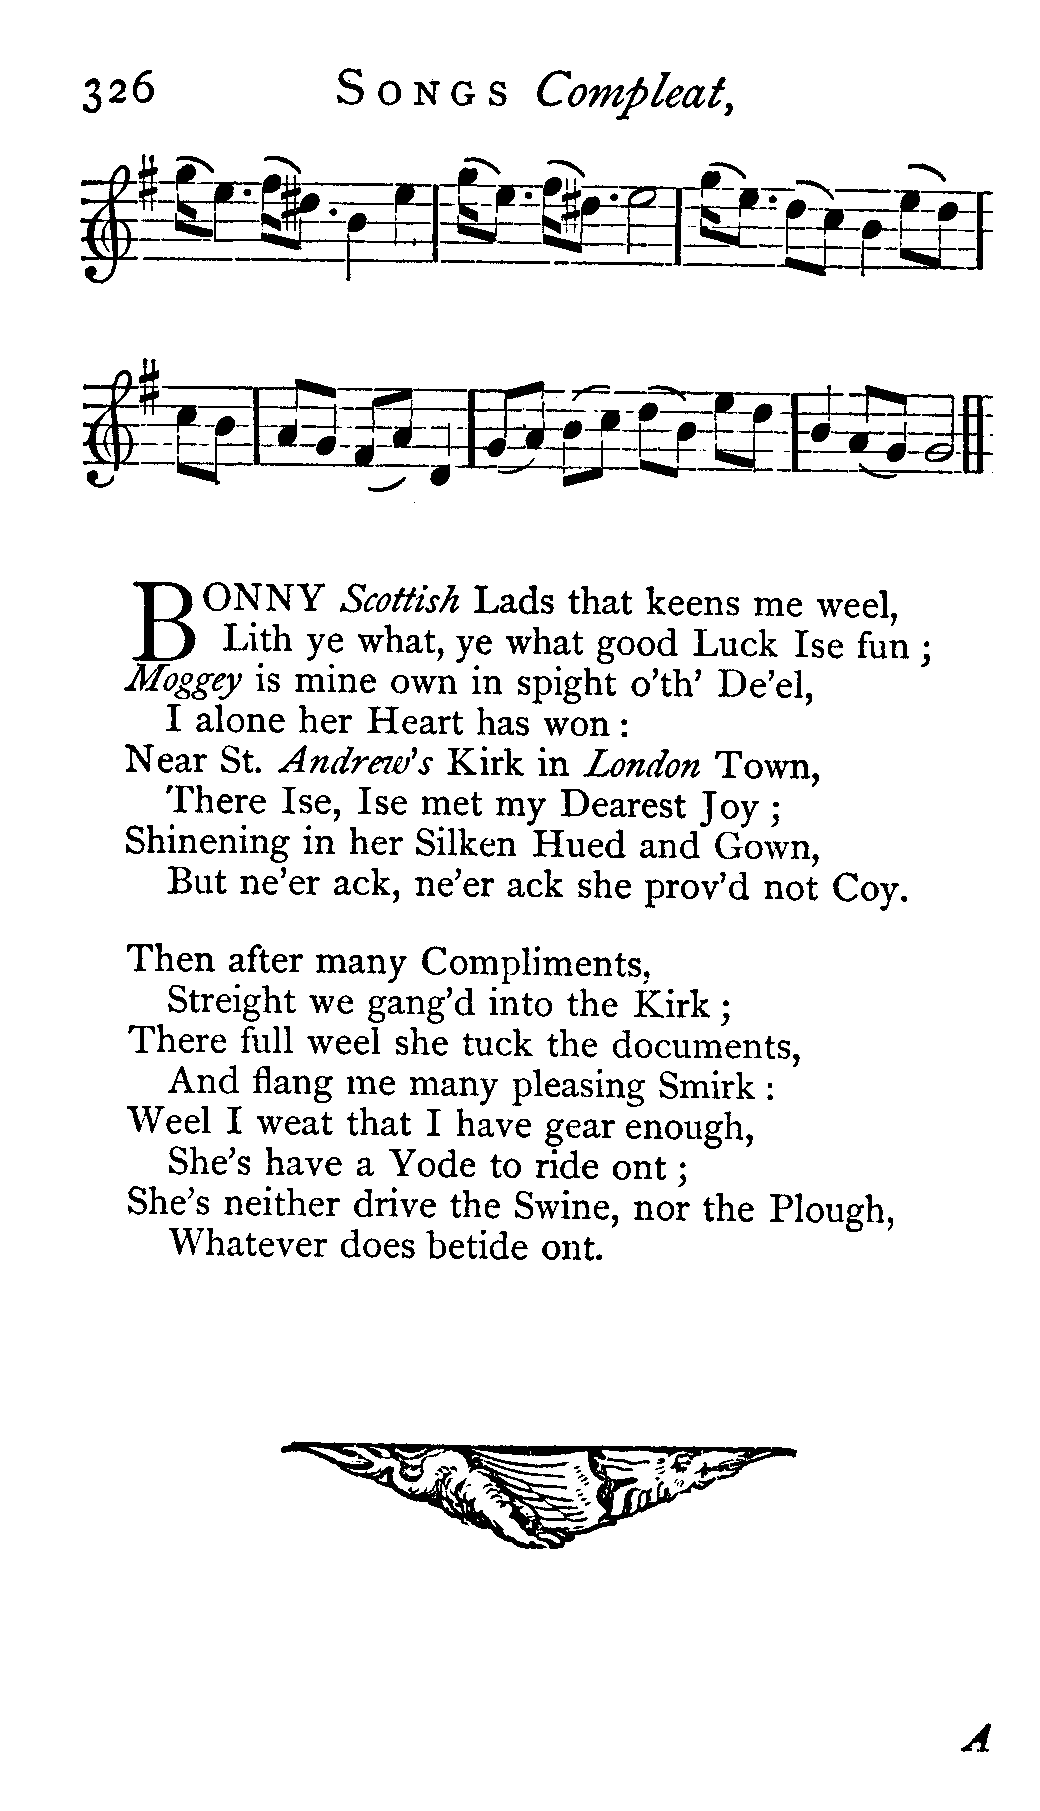 326 SONGS Compleat,
BONNY Scottish Lads that keens me weel,
Lith ye what, ye what good Luck Ise fun ;
Moggey is mine own in spight o'th' De'el,
I alone her Heart has won :
Near St. Andrew's Kirk in London Town,
There Ise, Ise met my Dearest Joy ;
Shinening in her Silken Hued and Gown,
But ne'er ack, ne'er ack she prov'd not Coy.
Then after many Compliments,
Streight we gang'd into the Kirk ;
There full weel she tuck the documents,
And flang me many pleasing Smirk :
Weel I weat that I have gear enough,
She's have a Yode to ride ont ;
She's neither drive the Swine, nor the Plough,
Whatever does betide ont.
A